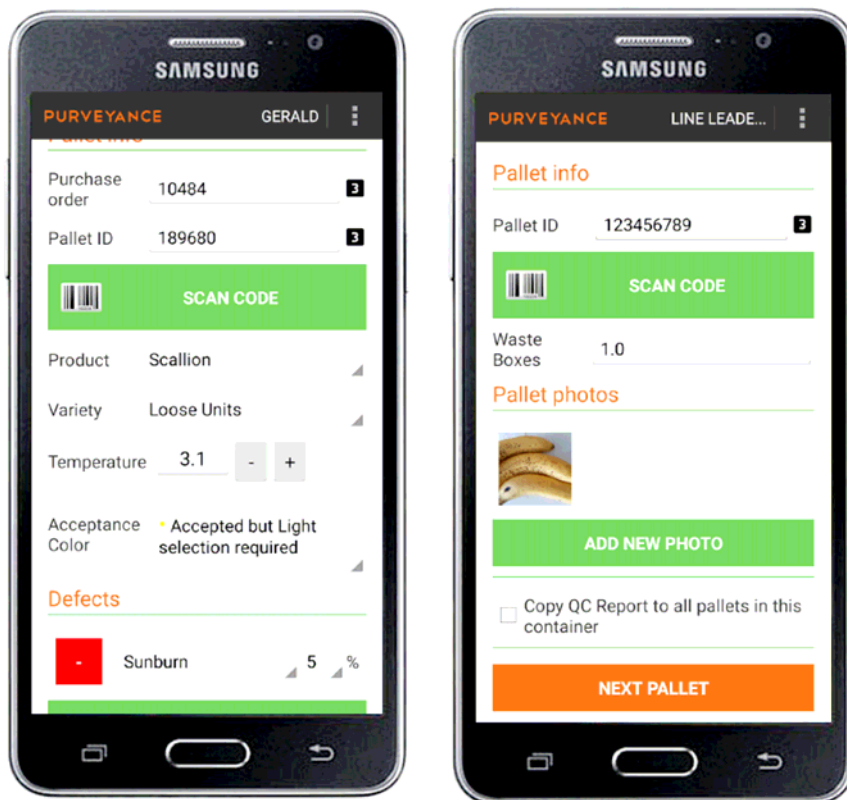 SAMSUNG
PURVEYANCE GERALD
Pallet info
Purchase
order
10484
3
Pallet ID 189680 3
SCAN CODE
Product Scallion
Variety Loose Units
Temperature 3.1 - +
Acceptance
Color
Accepted but Light
selection required
Defects
- Sunburn 5 %
SAMSUNG
PURVEYANCE LINE LEADE...
Pallet info
Pallet ID 123456789 3
SCAN CODE
Waste
Boxes
1.0
Pallet photos
ADD NEW PHOTO
Copy QC Report to all pallets in this
container
NEXT PALLET